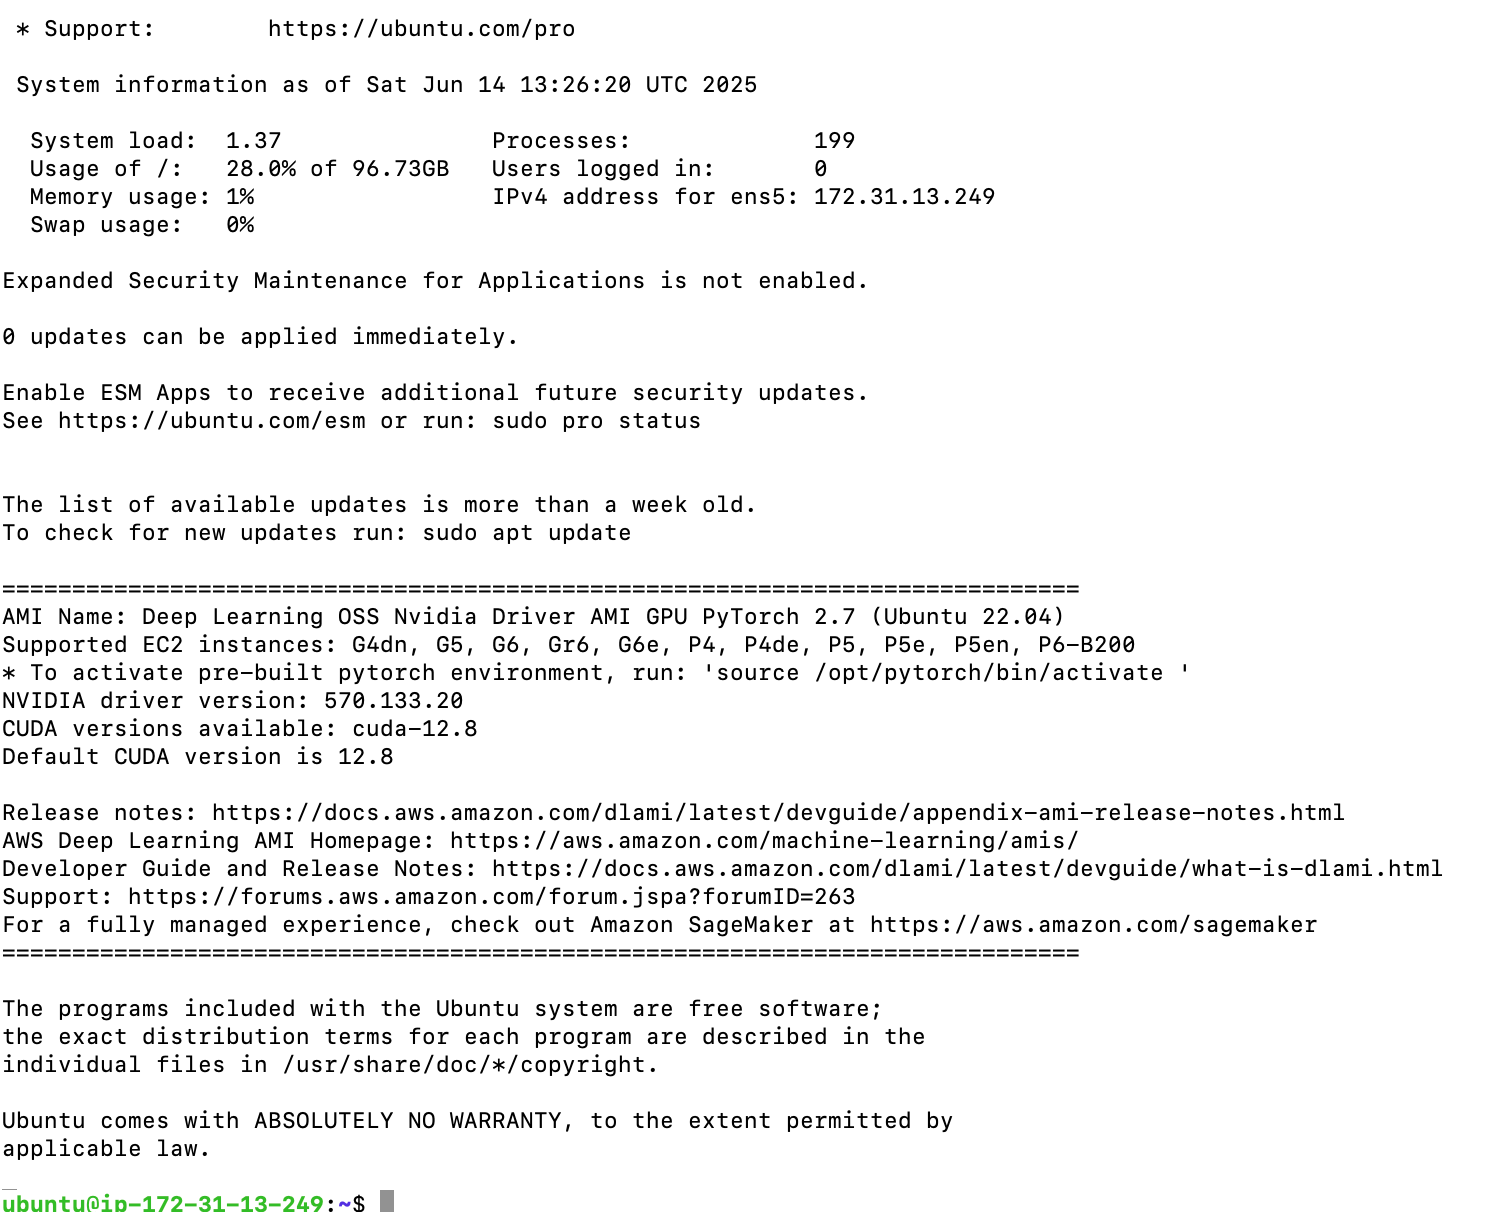 * Support:        https://ubuntu.com/pro
System information as of Sat Jun 14 13:26:20 UTC 2025
System load:  1.37               Processes:             199
Usage of /:   28.0% of 96.73GB   Users logged in:       0
Memory usage: 1%                 IPv4 address for ens5: 172.31.13.249
Swap usage:   0%
Expanded Security Maintenance for Applications is not enabled.
0 updates can be applied immediately.
Enable ESM Apps to receive additional future security updates.
See https://ubuntu.com/esm or run: sudo pro status
The list of available updates is more than a week old.
To check for new updates run: sudo apt update
=============================================================================
AMI Name: Deep Learning OSS Nvidia Driver AMI GPU PyTorch 2.7 (Ubuntu 22.04)
Supported EC2 instances: G4dn, G5, G6, Gr6, G6e, P4, P4de, P5, P5e, P5en, P6-B200
* To activate pre-built pytorch environment, run: 'source /opt/pytorch/bin/activate '
NVIDIA driver version: 570.133.20
CUDA versions available: cuda-12.8
Default CUDA version is 12.8
Release notes: https://docs.aws.amazon.com/dlami/latest/devguide/appendix-ami-release-notes.html
AWS Deep Learning AMI Homepage: https://aws.amazon.com/machine-learning/amis/
Developer Guide and Release Notes: https://docs.aws.amazon.com/dlami/latest/devguide/what-is-dlami.html
Support: https://forums.aws.amazon.com/forum.jspa?forumID=263
For a fully managed experience, check out Amazon SageMaker at https://aws.amazon.com/sagemaker
=============================================================================
The programs included with the Ubuntu system are free software;
the exact distribution terms for each program are described in the
individual files in /usr/share/doc/*/copyright.
Ubuntu comes with ABSOLUTELY NO WARRANTY, to the extent permitted by
applicable law.
ubuntu@ip-172-31-13-249:~$